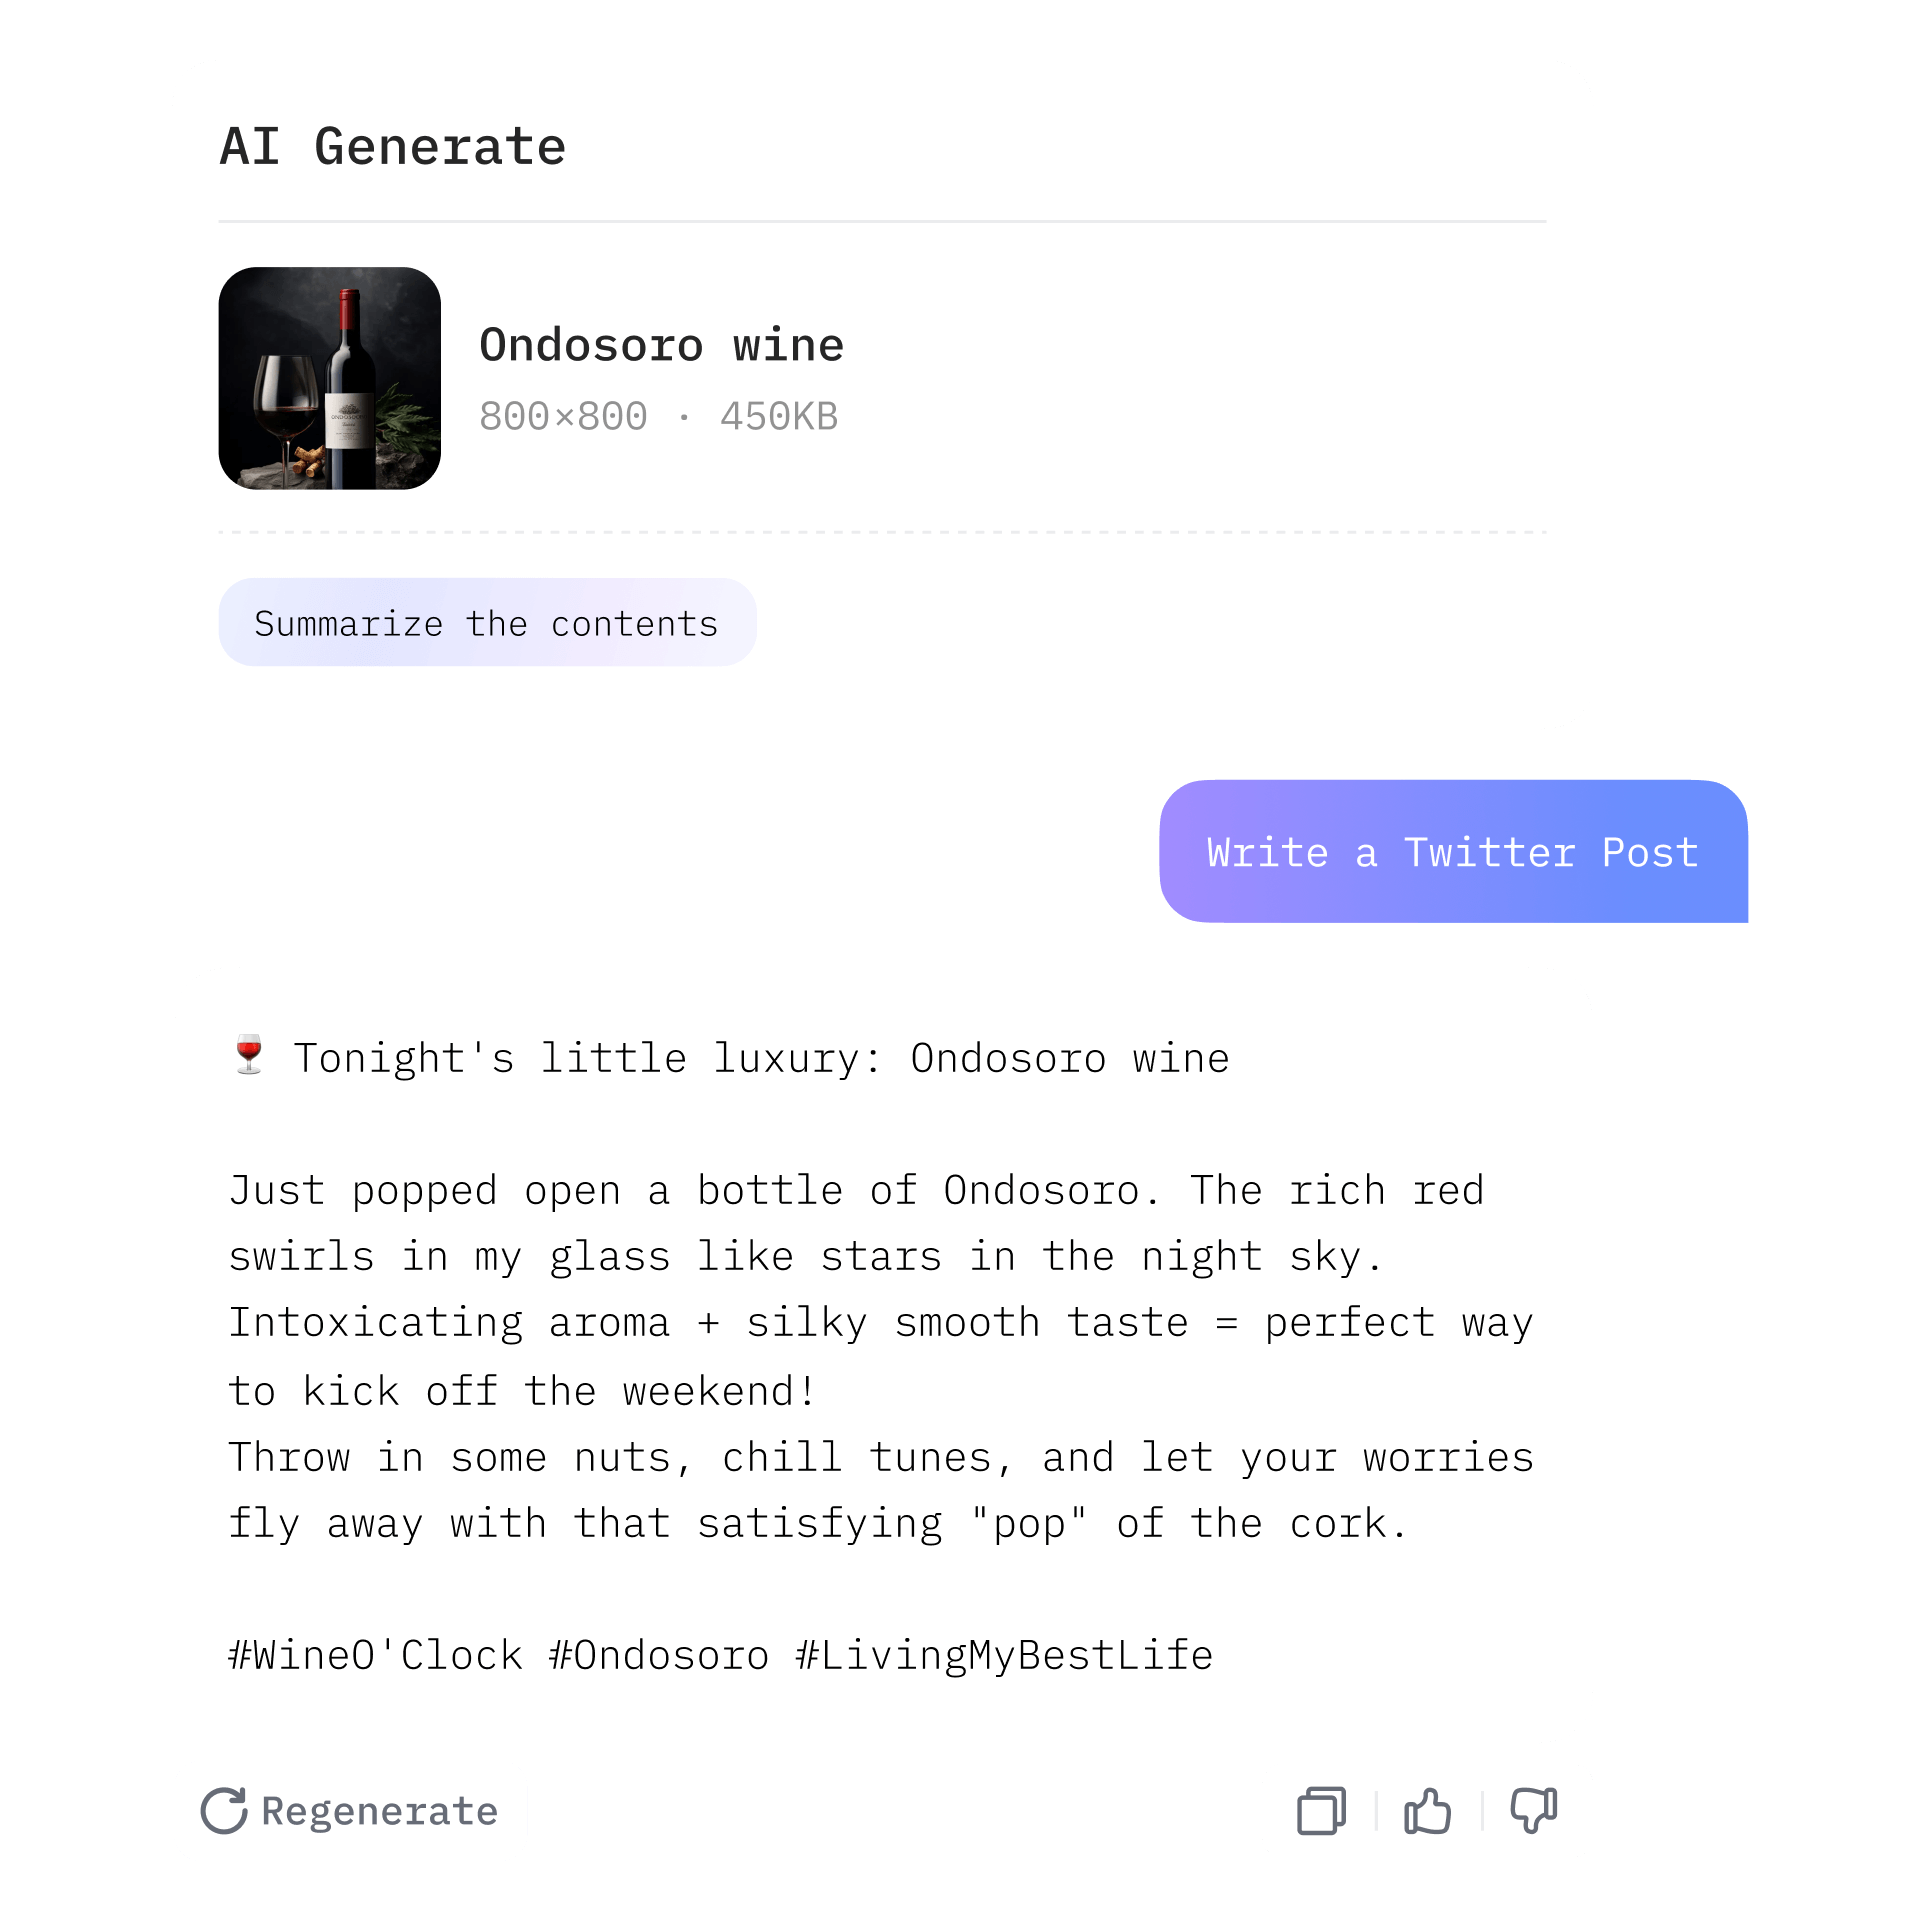 AI Generate
Ondosoro wine
800×800 · 450KB
Summarize the contents
Write a Twitter Post
🍷 Tonight's little luxury: Ondosoro wine
Just popped open a bottle of Ondosoro. The rich red
swirls in my glass like stars in the night sky.
Intoxicating aroma + silky smooth taste = perfect way
to kick off the weekend!
Throw in some nuts, chill tunes, and let your worries
fly away with that satisfying "pop" of the cork.
#WineO'Clock #Ondosoro #LivingMyBestLife
Regenerate